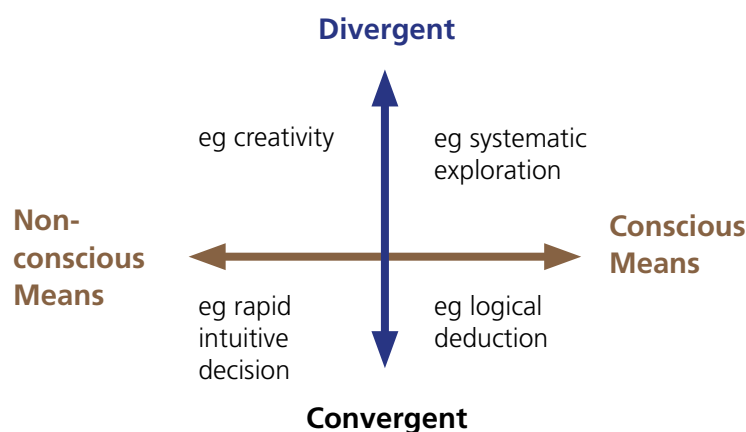 Divergent
eg creativity
eg systematic
exploration
Non-
conscious
Means
Conscious
Means
eg rapid
intuitive
decision
eg logical
deduction
Convergent